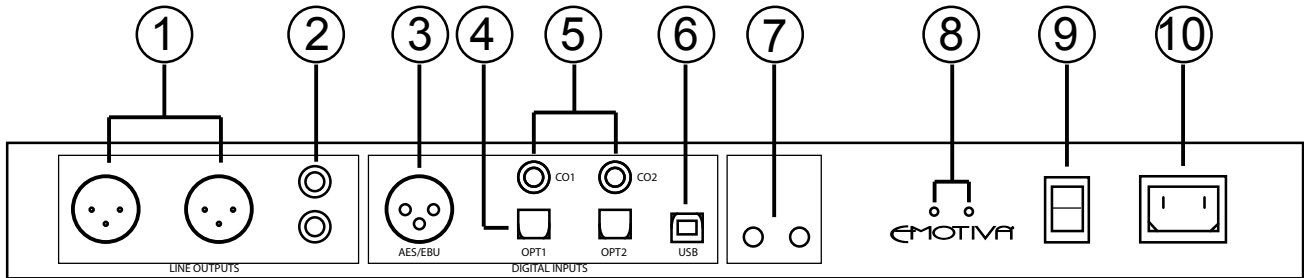 1 2 3 4 5 6 7 8 9 10
CO1 CO2
EMOTIVA
AES/EBU OPT1 OPT2 USB
LINE OUTPUTS DIGITAL INPUTS